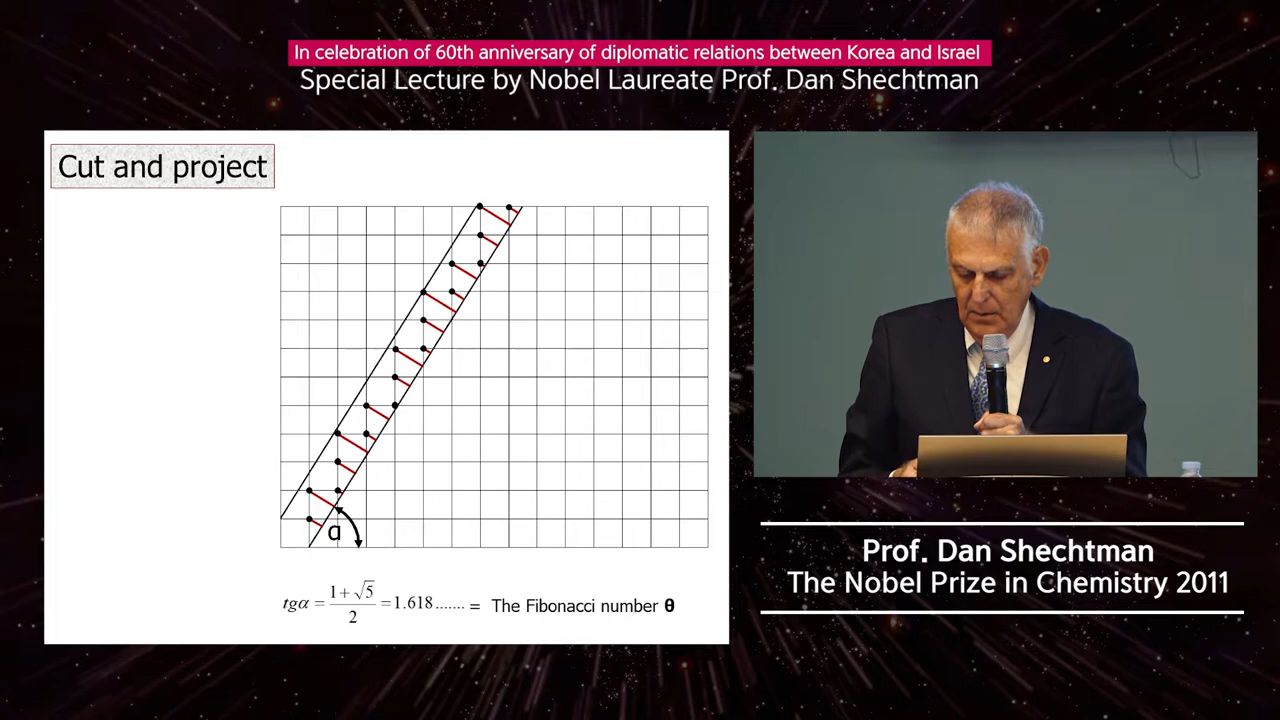 In celebration of 60th anniversary of diplomatic relations between Korea and Israel
Special Lecture by Nobel Laureate Prof. Dan Shechtman
Cut and project
α
tgα = (1 + √5) / 2 = 1.618....... = The Fibonacci number θ
Prof. Dan Shechtman
The Nobel Prize in Chemistry 2011